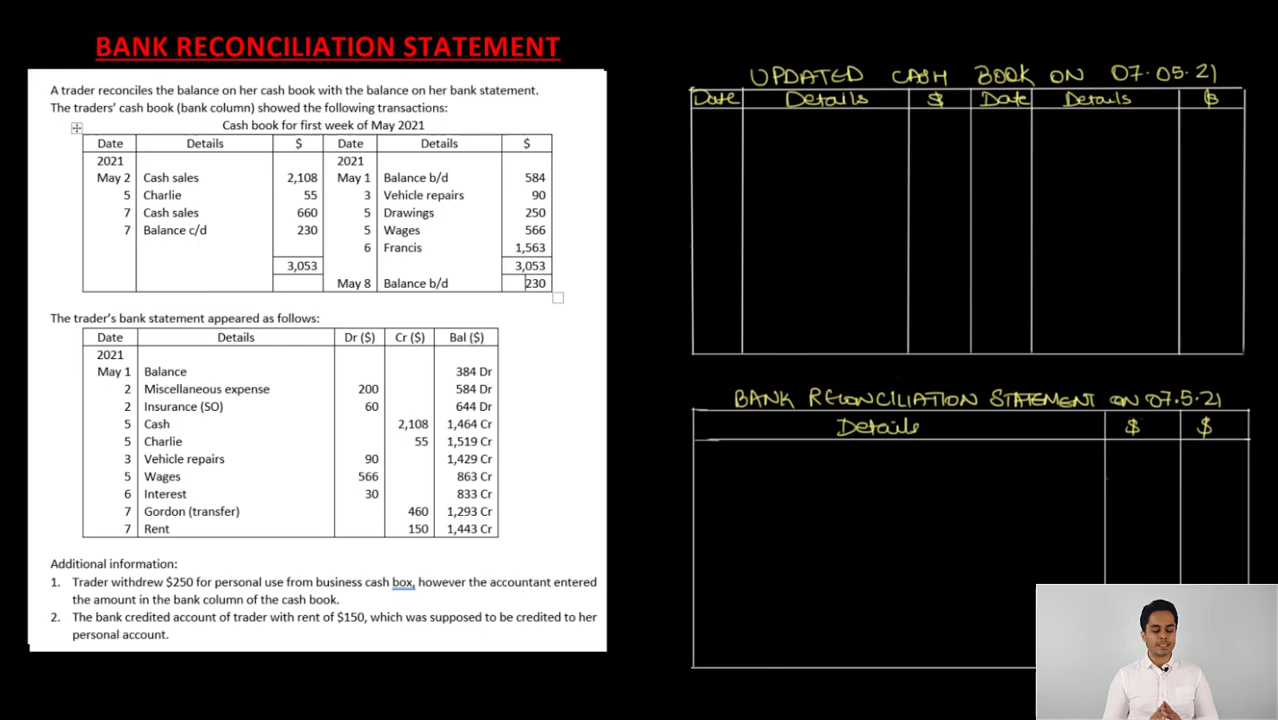 BANK RECONCILIATION STATEMENT
A trader reconciles the balance on her cash book with the balance on her bank statement.
The traders' cash book (bank column) showed the following transactions:
Cash book for first week of May 2021
Date Details $ Date Details $
2021 2021
May 2 Cash sales 2,108 May 1 Balance b/d 584
5 Charlie 55 3 Vehicle repairs 90
7 Cash sales 660 5 Drawings 250
7 Balance c/d 230 5 Wages 566
6 Francis 1,563
3,053 3,053
May 8 Balance b/d 230
The trader's bank statement appeared as follows:
Date Details Dr ($) Cr ($) Bal ($)
2021
May 1 Balance 384 Dr
2 Miscellaneous expense 200 584 Dr
2 Insurance (SO) 60 644 Dr
5 Cash 2,108 1,464 Cr
5 Charlie 55 1,519 Cr
3 Vehicle repairs 90 1,429 Cr
5 Wages 566 863 Cr
6 Interest 30 833 Cr
7 Gordon (transfer) 460 1,293 Cr
7 Rent 150 1,443 Cr
Additional information:
1. Trader withdrew $250 for personal use from business cash box, however the accountant entered
the amount in the bank column of the cash book.
2. The bank credited account of trader with rent of $150, which was supposed to be credited to her
personal account.
UPDATED CASH BOOK ON 07.05.21
Date Details $ Date Details $
BANK RECONCILIATION STATEMENT ON 07.5.21
Details $ $